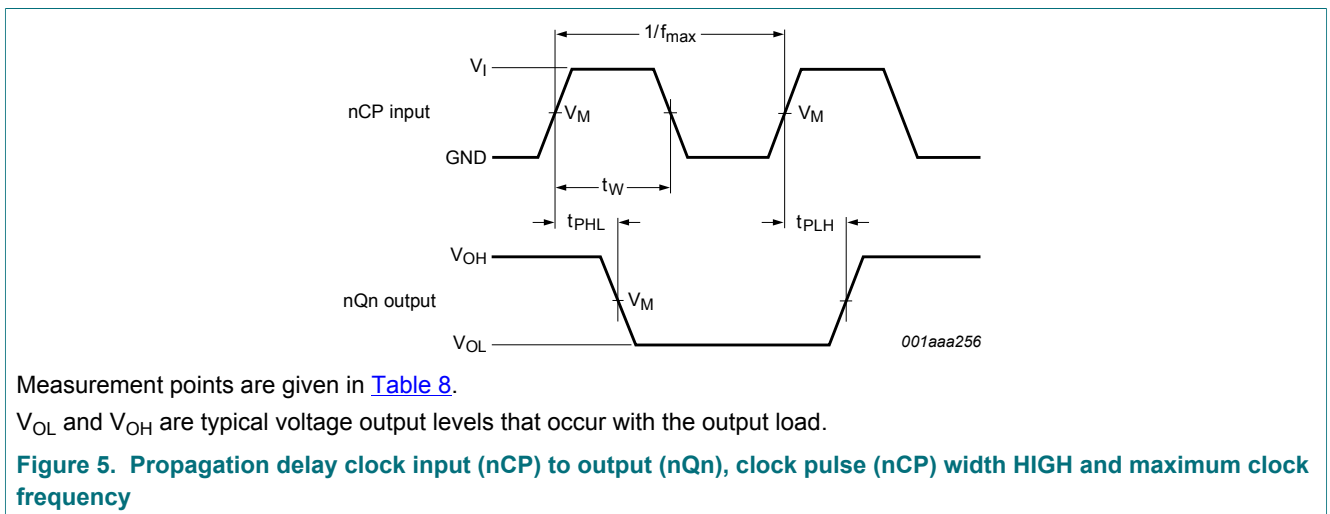 1/fmax
VI
nCP input
VM
VM
GND
tW
tPHL
tPLH
VOH
nQn output
VM
VOL
001aaa256
Measurement points are given in Table 8.
VOL and VOH are typical voltage output levels that occur with the output load.
Figure 5. Propagation delay clock input (nCP) to output (nQn), clock pulse (nCP) width HIGH and maximum clock
frequency